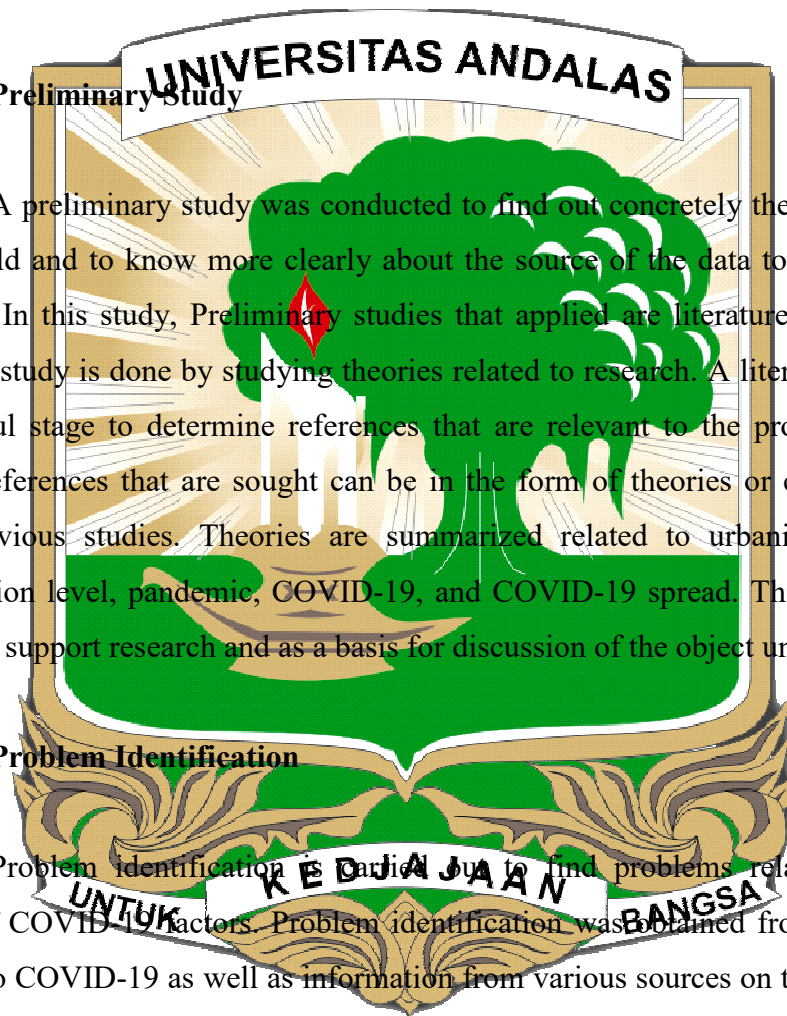 UNIVERSITAS ANDALAS
Preliminary Study
A preliminary study was conducted to find out concretely the
ld and to know more clearly about the source of the data to
In this study, Preliminary studies that applied are literature
study is done by studying theories related to research. A liter
ul stage to determine references that are relevant to the pro
eferences that are sought can be in the form of theories or
vious studies. Theories are summarized related to urbani
ion level, pandemic, COVID-19, and COVID-19 spread. Th
support research and as a basis for discussion of the object un
Problem Identification
Problem identification is carried out to find problems rela
COVID-19 factors. Problem identification was obtained fro
o COVID-19 as well as information from various sources on t
UNTUK KEDJAJAAN BANGSA